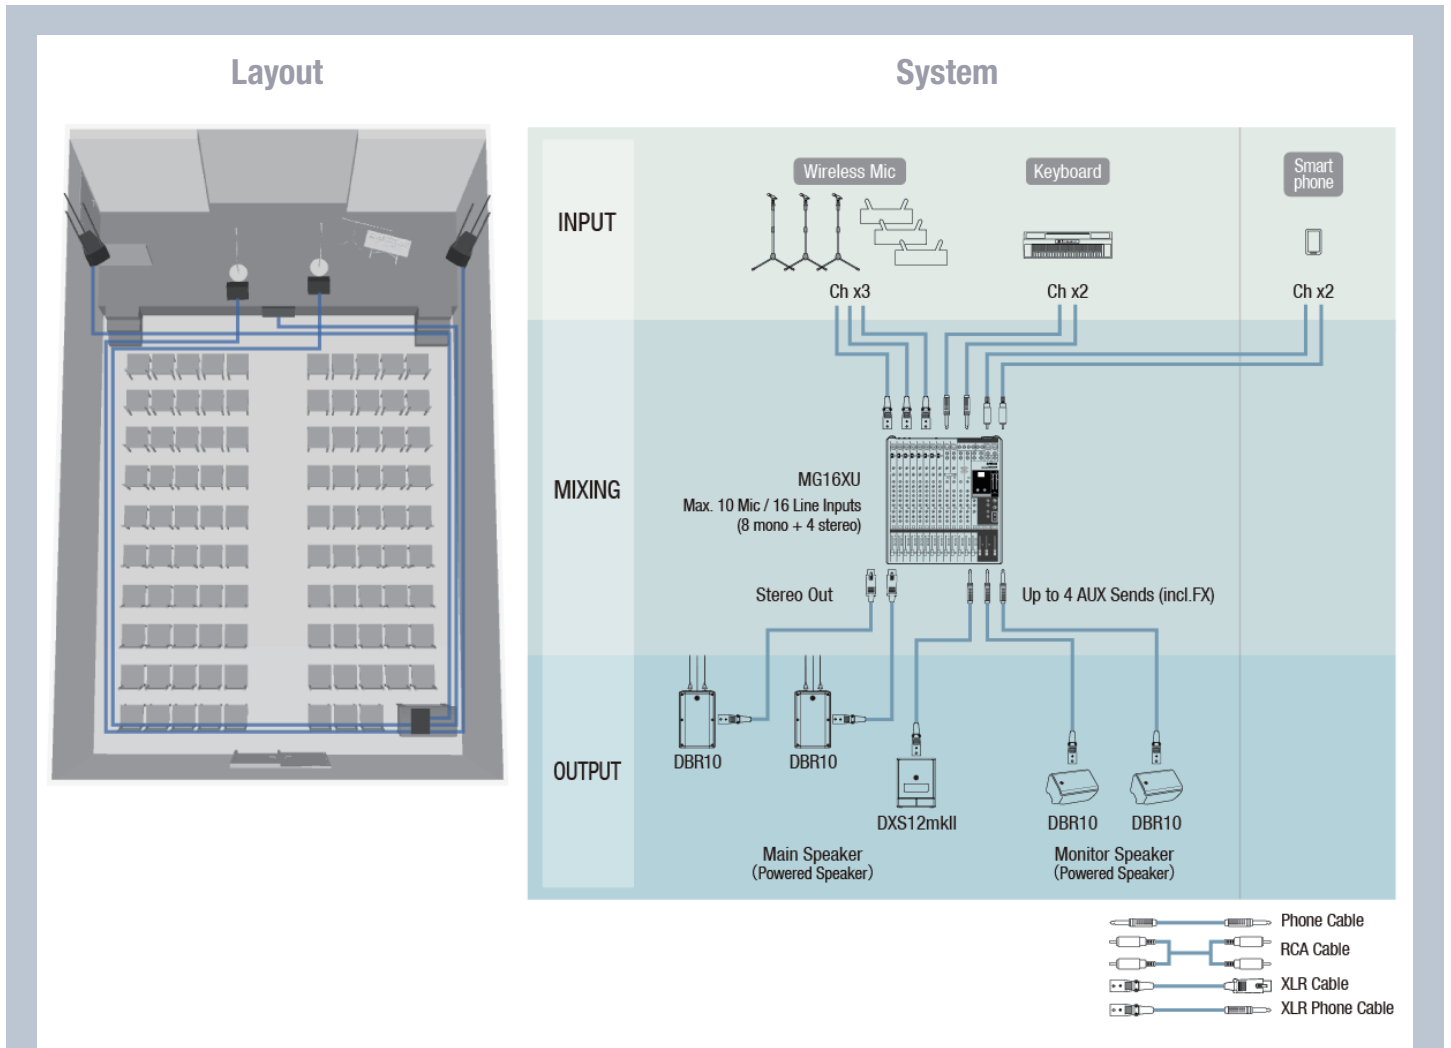 Layout
System
Wireless Mic
Keyboard
Smart
phone
INPUT
Ch x3
Ch x2
Ch x2
MIXING
MG16XU
Max. 10 Mic / 16 Line Inputs
(8 mono + 4 stereo)
Stereo Out
Up to 4 AUX Sends (incl.FX)
OUTPUT
DBR10
DBR10
DXS12mkII
DBR10
DBR10
Main Speaker
(Powered Speaker)
Monitor Speaker
(Powered Speaker)
Phone Cable
RCA Cable
XLR Cable
XLR Phone Cable